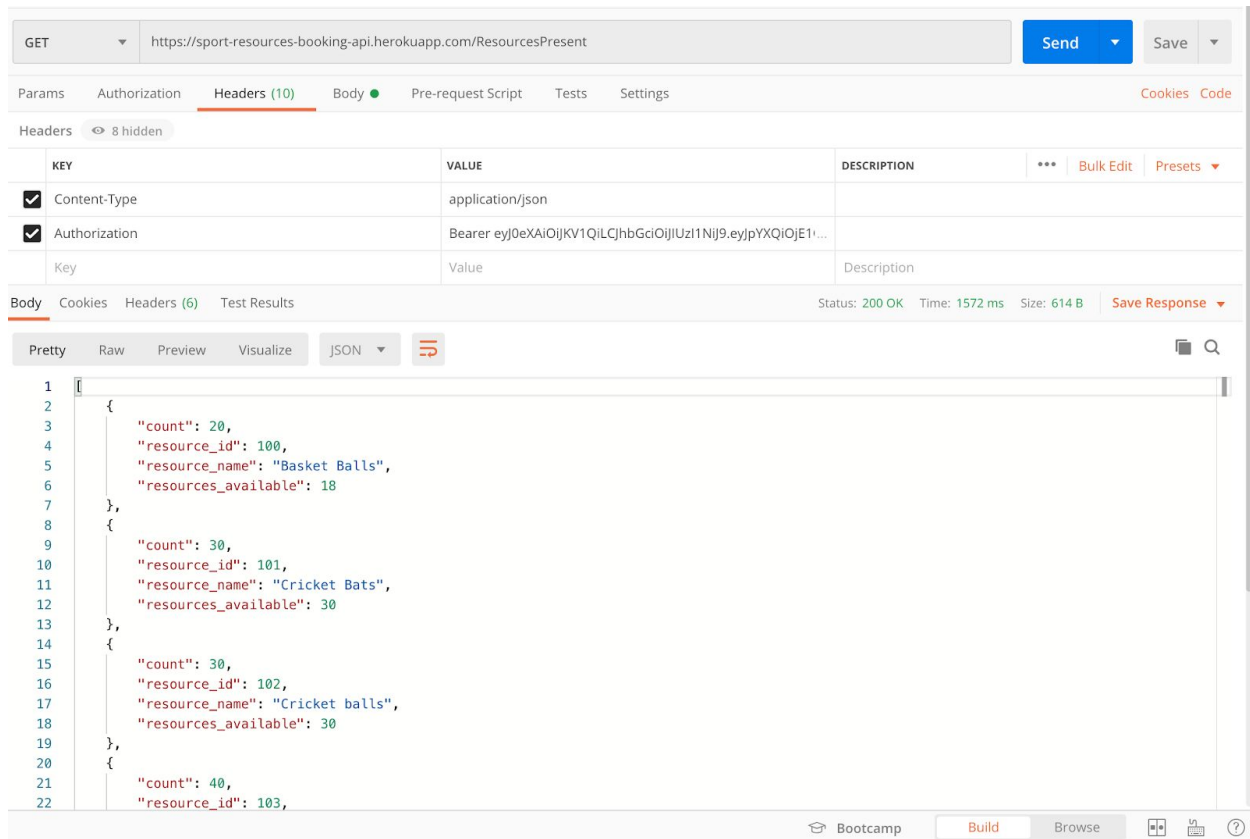 GET https://sport-resources-booking-api.herokuapp.com/ResourcesPresent Send Save
Params Authorization Headers (10) Body Pre-request Script Tests Settings Cookies Code
Headers 8 hidden
KEY VALUE DESCRIPTION ••• Bulk Edit Presets
Content-Type application/json
Authorization Bearer eyJ0eXAiOiJKV1QiLCJhbGciOiJIUzI1NiJ9.eyJpYXQiOjE1...
Key Value Description
Body Cookies Headers (6) Test Results Status: 200 OK Time: 1572 ms Size: 614 B Save Response
Pretty Raw Preview Visualize JSON
1 [
2 {
3 "count": 20,
4 "resource_id": 100,
5 "resource_name": "Basket Balls",
6 "resources_available": 18
7 },
8 {
9 "count": 30,
10 "resource_id": 101,
11 "resource_name": "Cricket Bats",
12 "resources_available": 30
13 },
14 {
15 "count": 30,
16 "resource_id": 102,
17 "resource_name": "Cricket balls",
18 "resources_available": 30
19 },
20 {
21 "count": 40,
22 "resource_id": 103,
Bootcamp Build Browse